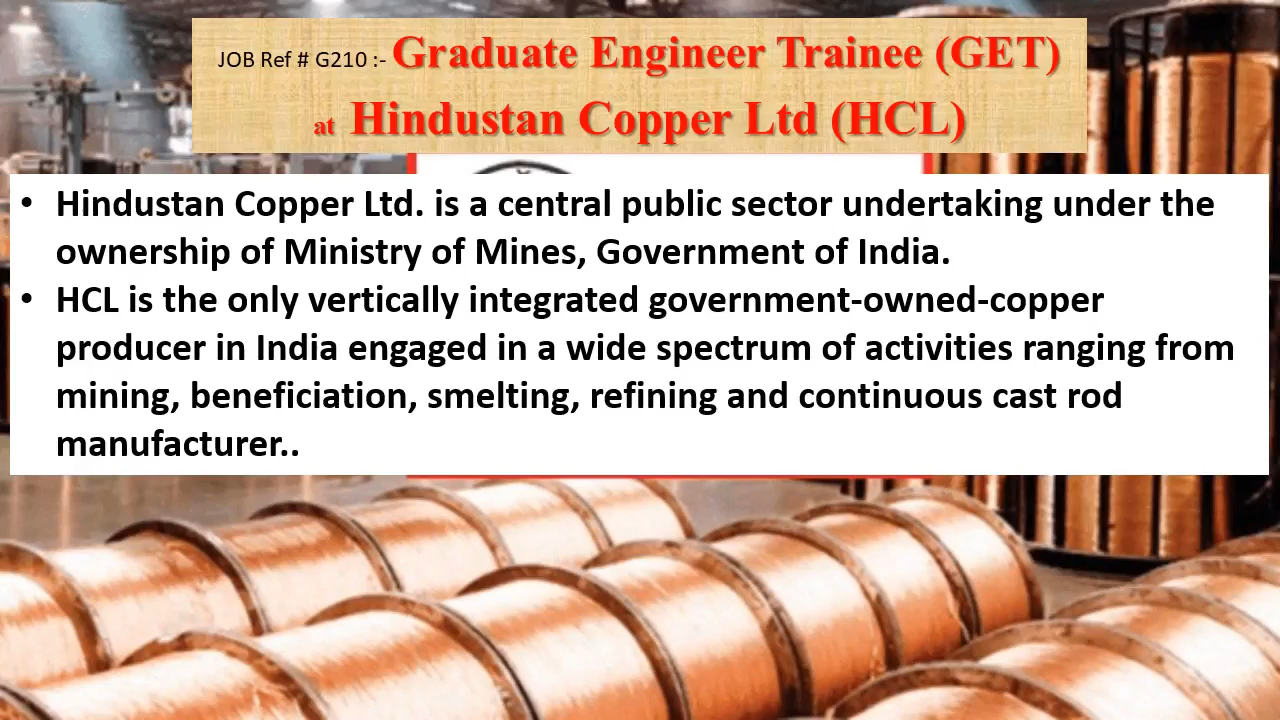 JOB Ref # G210 :- Graduate Engineer Trainee (GET)
at Hindustan Copper Ltd (HCL)
• Hindustan Copper Ltd. is a central public sector undertaking under the
ownership of Ministry of Mines, Government of India.
• HCL is the only vertically integrated government-owned-copper
producer in India engaged in a wide spectrum of activities ranging from
mining, beneficiation, smelting, refining and continuous cast rod
manufacturer..